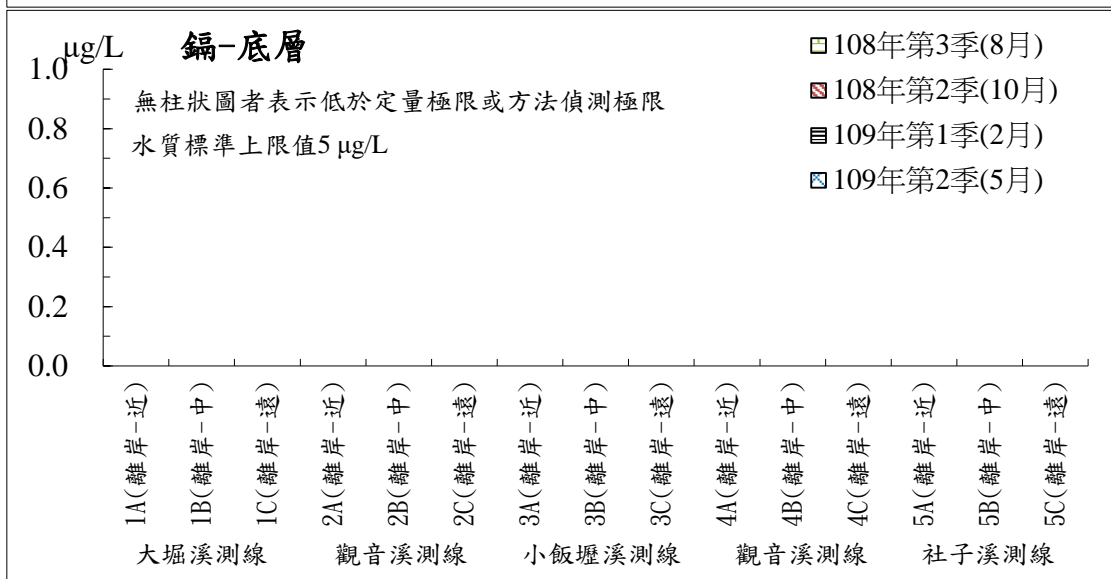 μg/L 鎘-底層
108年第3季(8月)
108年第2季(10月)
109年第1季(2月)
109年第2季(5月)
無柱狀圖者表示低於定量極限或方法偵測極限
水質標準上限值5 μg/L
1.0
0.8
0.6
0.4
0.2
0.0
1A(離岸-近)
1B(離岸-中)
1C(離岸-遠)
2A(離岸-近)
2B(離岸-中)
2C(離岸-遠)
3A(離岸-近)
3B(離岸-中)
3C(離岸-遠)
4A(離岸-近)
4B(離岸-中)
4C(離岸-遠)
5A(離岸-近)
5B(離岸-中)
5C(離岸-遠)
大堀溪測線 觀音溪測線 小飯壢溪測線 觀音溪測線 社子溪測線